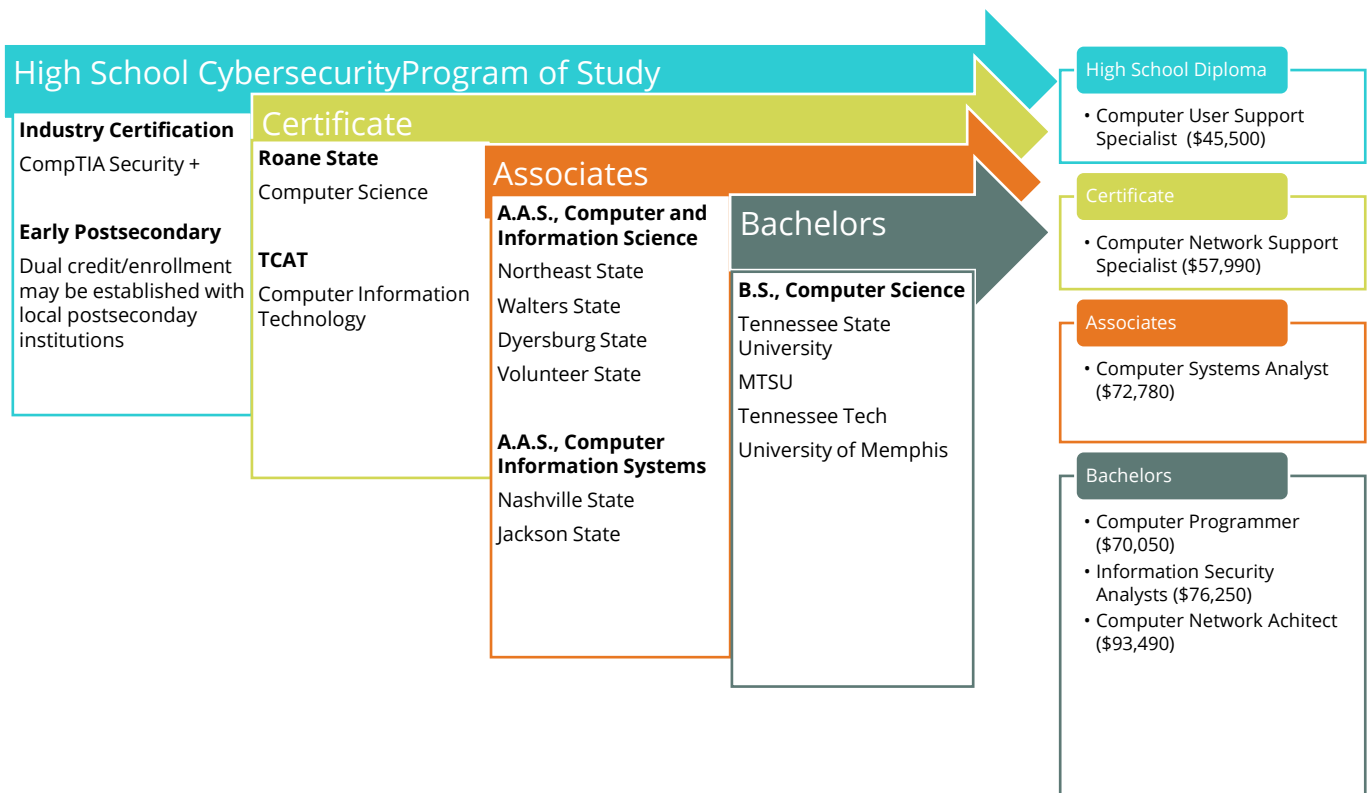 High School CybersecurityProgram of Study
Industry Certification
CompTIA Security +
Early Postsecondary
Dual credit/enrollment
may be established with
local postseconday
institutions
Certificate
Roane State
Computer Science
TCAT
Computer Information
Technology
Associates
A.A.S., Computer and
Information Science
Northeast State
Walters State
Dyersburg State
Volunteer State
A.A.S., Computer
Information Systems
Nashville State
Jackson State
Bachelors
B.S., Computer Science
Tennessee State
University
MTSU
Tennessee Tech
University of Memphis
High School Diploma
• Computer User Support
Specialist ($45,500)
Certificate
• Computer Network Support
Specialist ($57,990)
Associates
• Computer Systems Analyst
($72,780)
Bachelors
• Computer Programmer
($70,050)
• Information Security
Analysts ($76,250)
• Computer Network Achitect
($93,490)